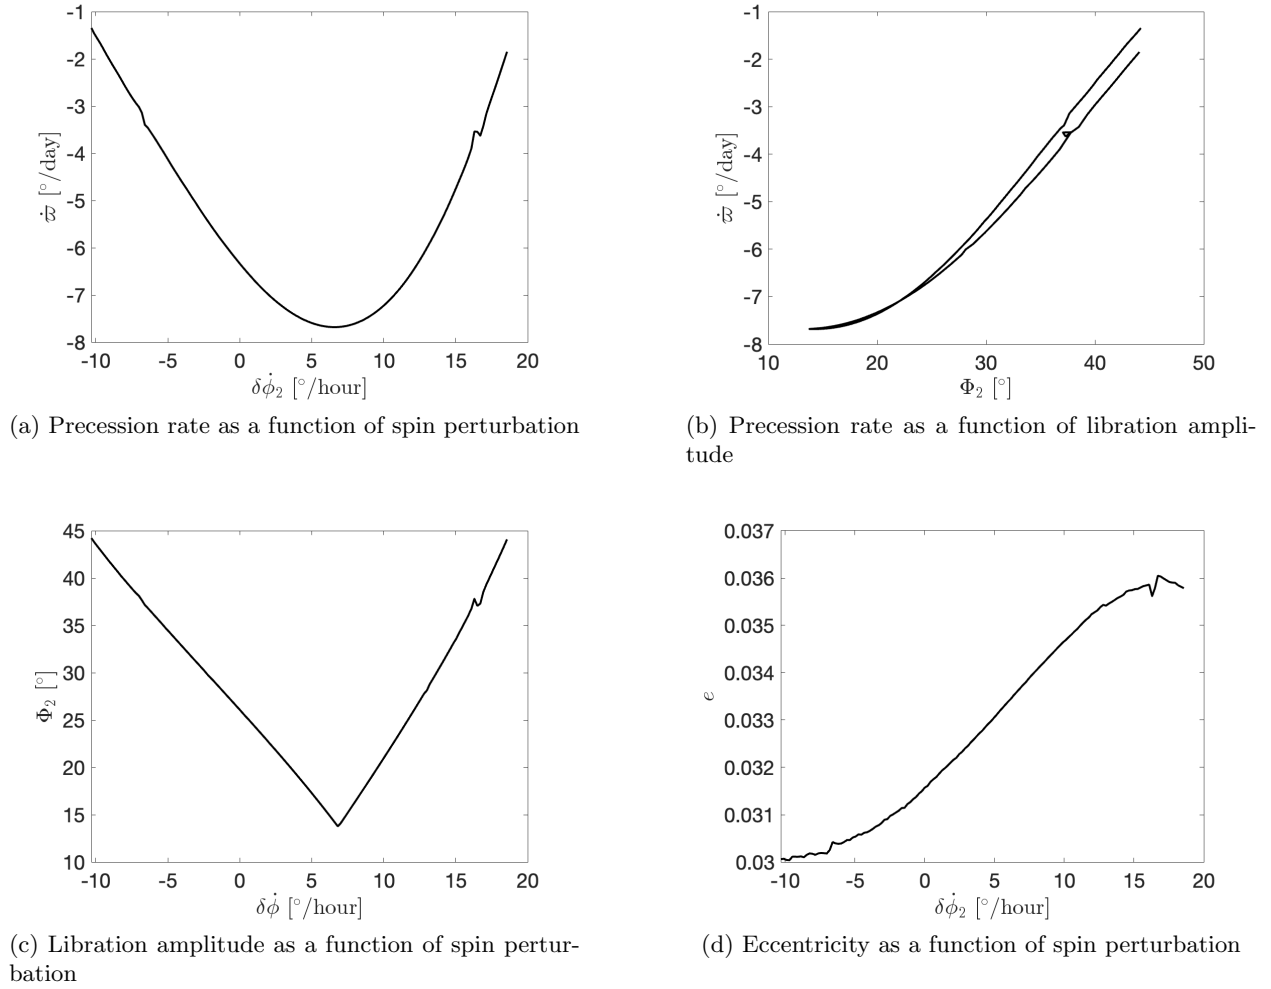 -1
-2
-3
-4
-5
-6
-7
-8
ϖ̇ [°/day]
-10 -5 0 5 10 15 20
δϕ̇₂ [°/hour]
(a) Precession rate as a function of spin perturbation
-1
-2
-3
-4
-5
-6
-7
-8
ϖ̇ [°/day]
10 20 30 40 50
Φ₂ [°]
(b) Precession rate as a function of libration ampli-
tude
45
40
35
30
25
20
15
10
Φ₂ [°]
-10 -5 0 5 10 15 20
δϕ̇ [°/hour]
(c) Libration amplitude as a function of spin pertur-
bation
0.037
0.036
0.035
0.034
0.033
0.032
0.031
0.03
e
-10 -5 0 5 10 15 20
δϕ̇₂ [°/hour]
(d) Eccentricity as a function of spin perturbation